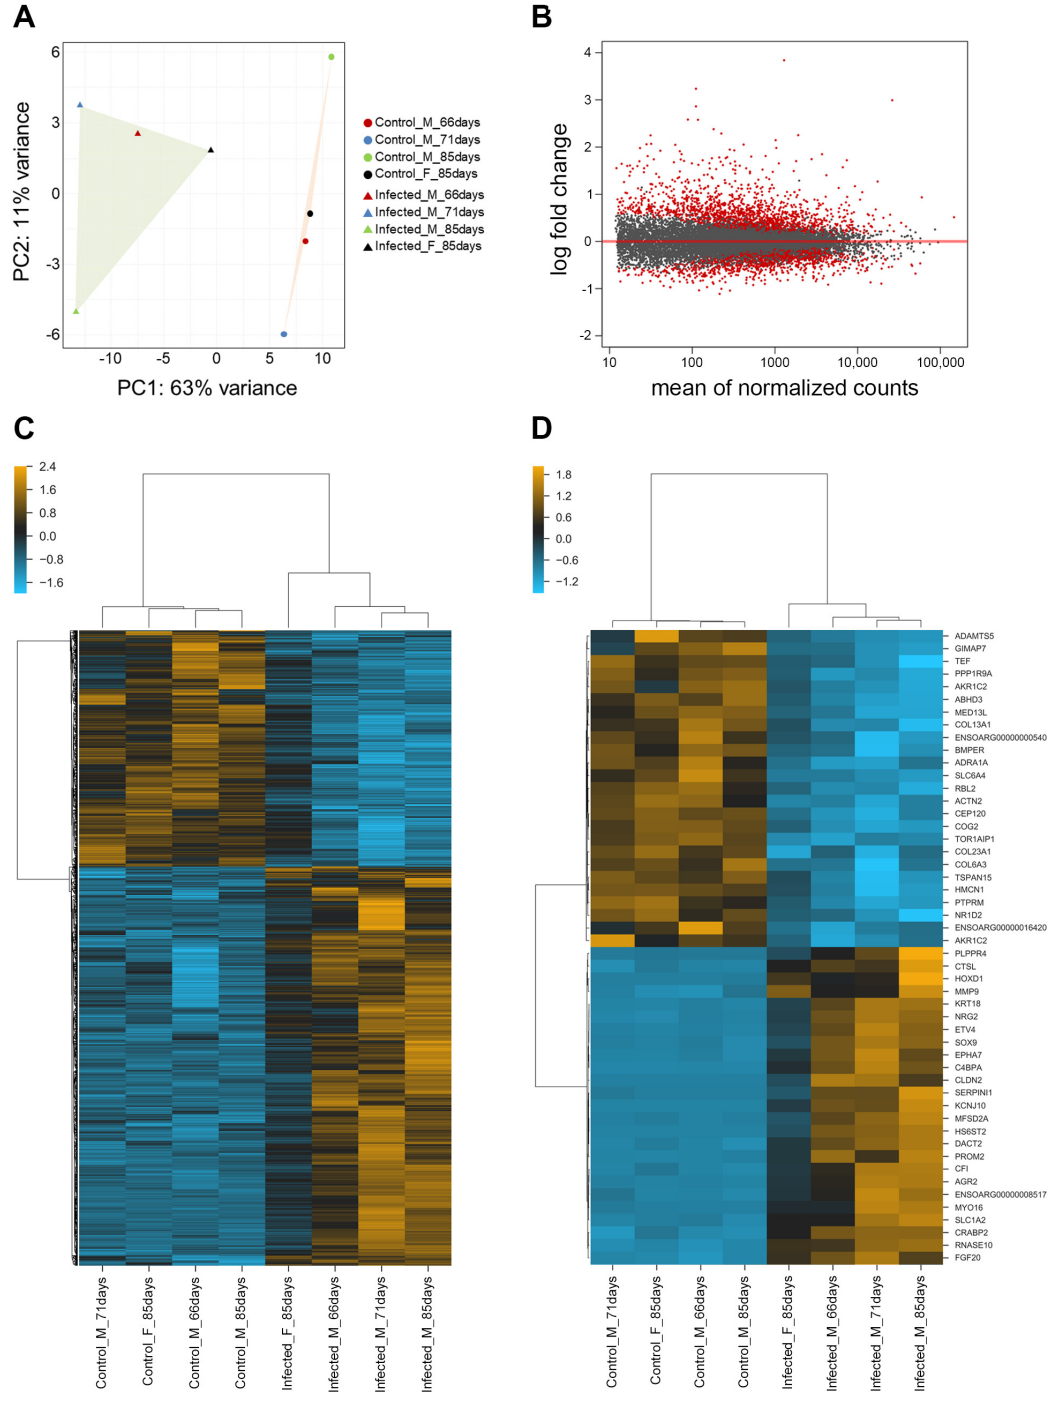 A
6
3
0
-3
-6
PC2: 11% variance
-10
-5
0
5
10
PC1: 63% variance
Control_M_66days
Control_M_71days
Control_M_85days
Control_F_85days
Infected_M_66days
Infected_M_71days
Infected_M_85days
Infected_F_85days
B
4
3
2
1
0
-1
-2
log fold change
10
100
1000
10,000
100,000
mean of normalized counts
C
2.4
1.6
0.8
0.0
−0.8
−1.6
Control_M_71days
Control_F_85days
Control_M_66days
Control_M_85days
Infected_F_85days
Infected_M_66days
Infected_M_71days
Infected_M_85days
D
1.8
1.2
0.6
0.0
−0.6
−1.2
ADAMTS5
GIMAP7
TEF
PPP1R9A
AKR1C2
ABHD3
MED13L
COL13A1
ENSOARG00000000540
BMPER
ADRA1A
SLC6A4
RBL2
ACTN2
CEP120
COG2
TOR1AIP1
COL23A1
COL6A3
TSPAN15
HMCN1
PTPRM
NR1D2
ENSOARG00000016420
AKR1C2
PLPPR4
CTSL
HOXD1
MMP9
KRT18
NRG2
ETV4
SOX9
EPHA7
C4BPA
CLDN2
SERPINI1
KCNJ10
MFSD2A
HS6ST2
DACT2
PROM2
CFI
AGR2
ENSOARG00000008517
MYO16
SLC1A2
CRABP2
RNASE10
FGF20
Control_M_71days
Control_F_85days
Control_M_66days
Control_M_85days
Infected_F_85days
Infected_M_66days
Infected_M_71days
Infected_M_85days